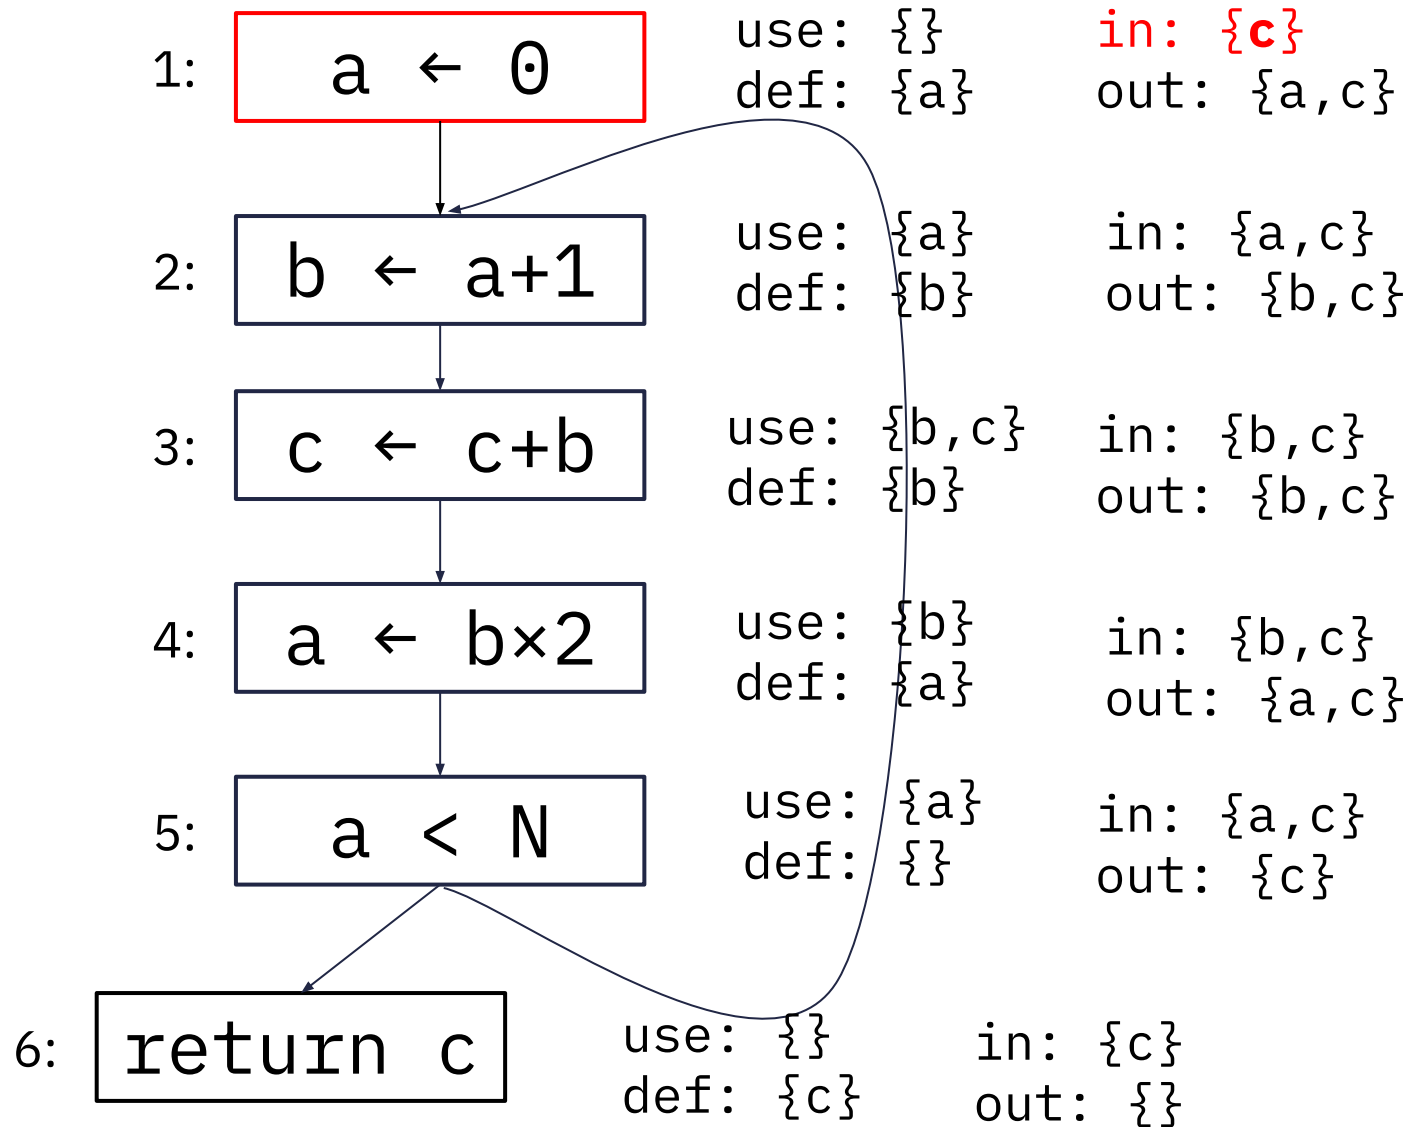 1:
a ← 0
use: {}
def: {a}
in: {c}
out: {a,c}
2:
b ← a+1
use: {a}
def: {b}
in: {a,c}
out: {b,c}
3:
c ← c+b
use: {b,c}
def: {b}
in: {b,c}
out: {b,c}
4:
a ← b×2
use: {b}
def: {a}
in: {b,c}
out: {a,c}
5:
a < N
use: {a}
def: {}
in: {a,c}
out: {c}
6:
return c
use: {}
def: {c}
in: {c}
out: {}